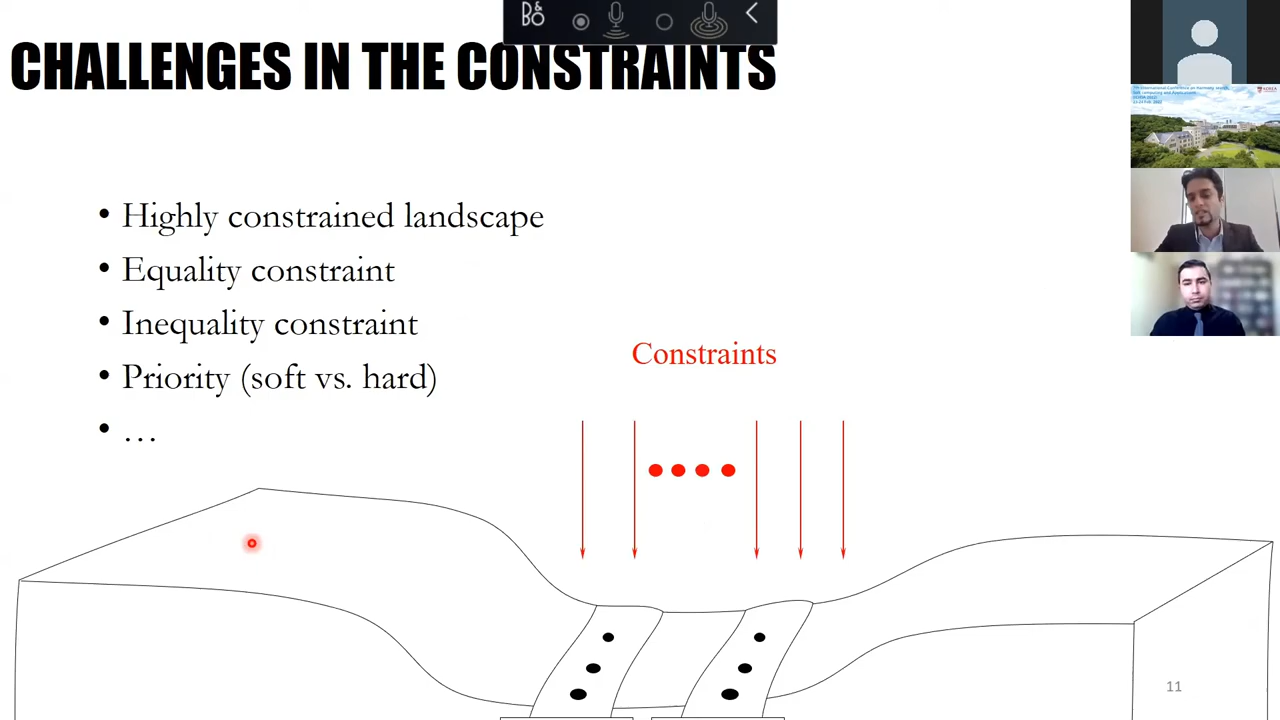 B&O
CHALLENGES IN THE CONSTRAINTS
• Highly constrained landscape
• Equality constraint
• Inequality constraint
• Priority (soft vs. hard)
• …
Constraints
11